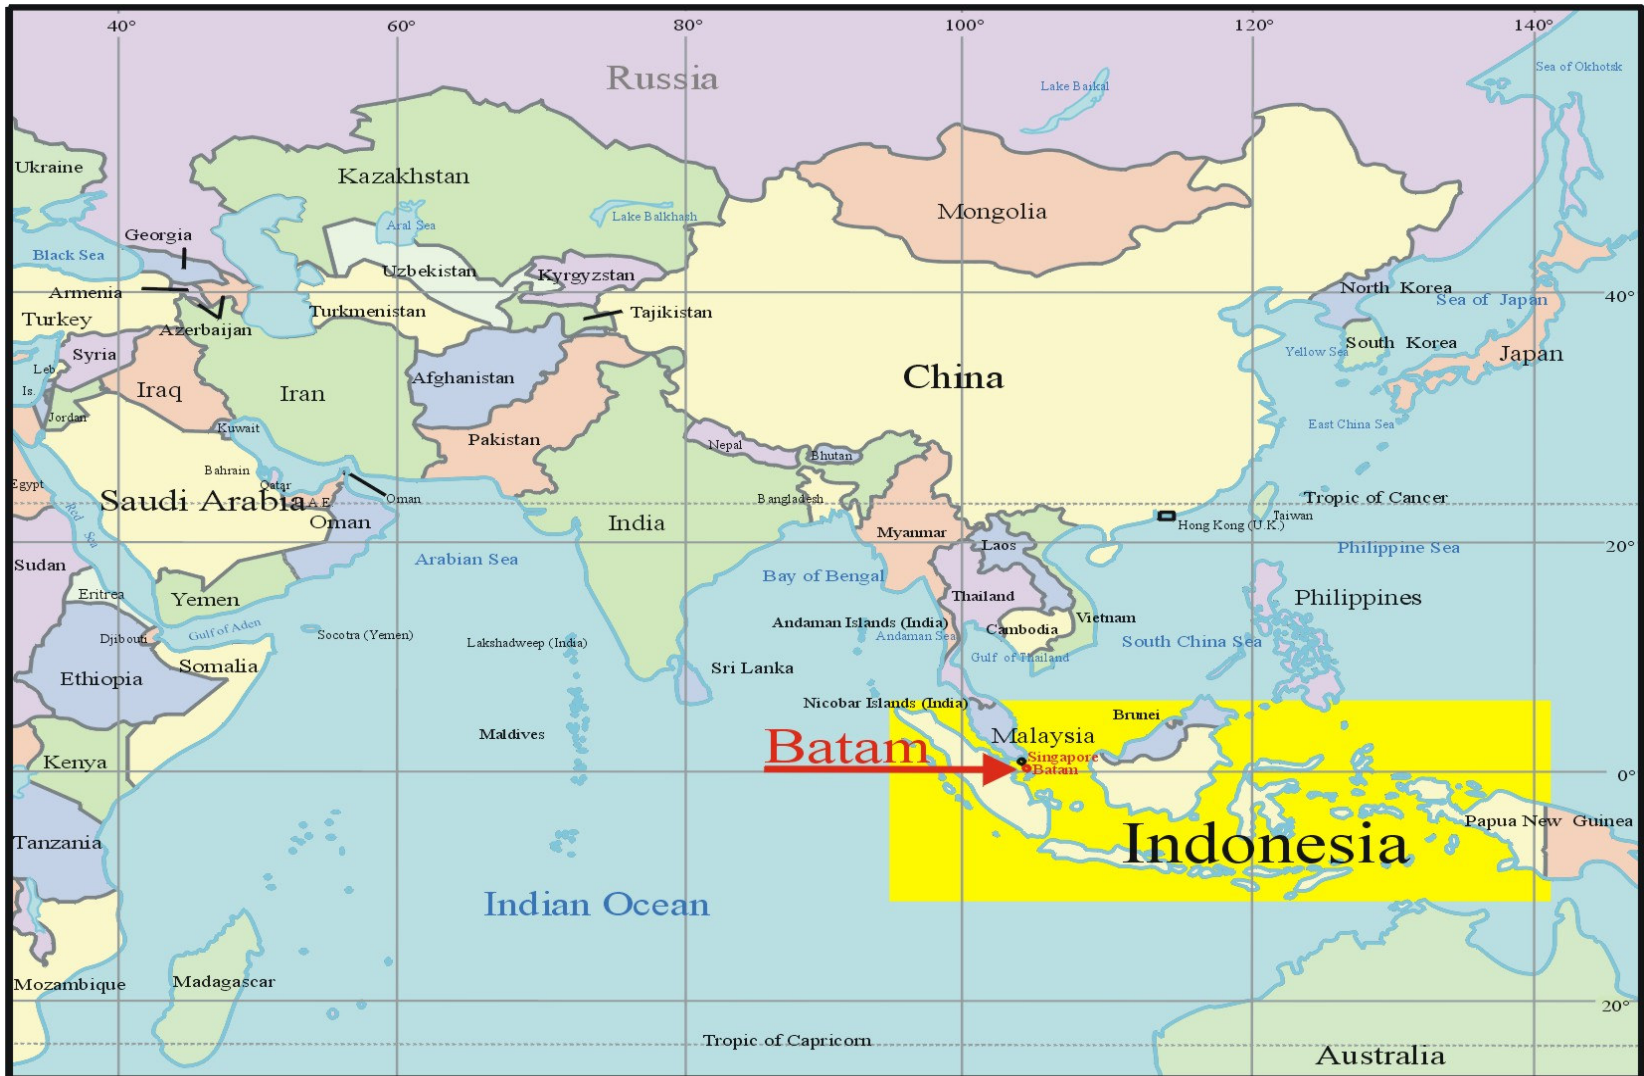 40°
60°
80°
100°
120°
140°
Russia
Lake Baikal
Sea of Okhotsk
Ukraine
Kazakhstan
Mongolia
Lake Balkhash
Aral Sea
Georgia
Black Sea
Uzbekistan
Kyrgyzstan
Armenia
North Korea
40°
Sea of Japan
Turkey
Azerbaijan
Turkmenistan
Tajikistan
South Korea
Yellow Sea
Japan
Syria
Leb
Is.
Iraq
Iran
Afghanistan
China
Jordan
Kuwait
Pakistan
Nepal
Bhutan
East China Sea
Bahrain
Qatar
Egypt
Saudi Arabia
A E
Oman
Oman
Bangladesh
Tropic of Cancer
Taiwan
Hong Kong (U.K.)
Red
Sea
India
Myanmar
Laos
20°
Philippine Sea
Arabian Sea
Bay of Bengal
Sudan
Eritrea
Yemen
Thailand
Philippines
Vietnam
Gulf of Aden
Socotra (Yemen)
Lakshadweep (India)
Andaman Islands (India)
Andaman Sea
Cambodia
Gulf of Thailand
South China Sea
Djibouti
Somalia
Ethiopia
Sri Lanka
Nicobar Islands (India)
Brunei
Maldives
Malaysia
Batam
Singapore
Batam
Kenya
0°
Tanzania
Indonesia
Papua New Guinea
Indian Ocean
Mozambique
Madagascar
20°
Tropic of Capricorn
Australia